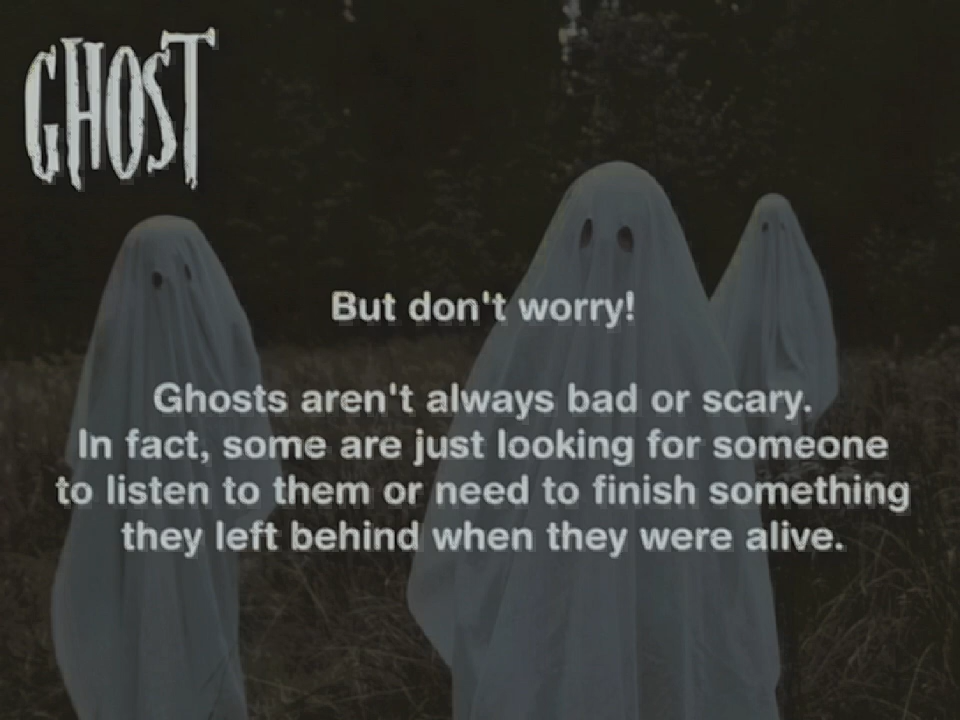 GHOST
But don't worry!
Ghosts aren't always bad or scary.
In fact, some are just looking for someone
to listen to them or need to finish something
they left behind when they were alive.